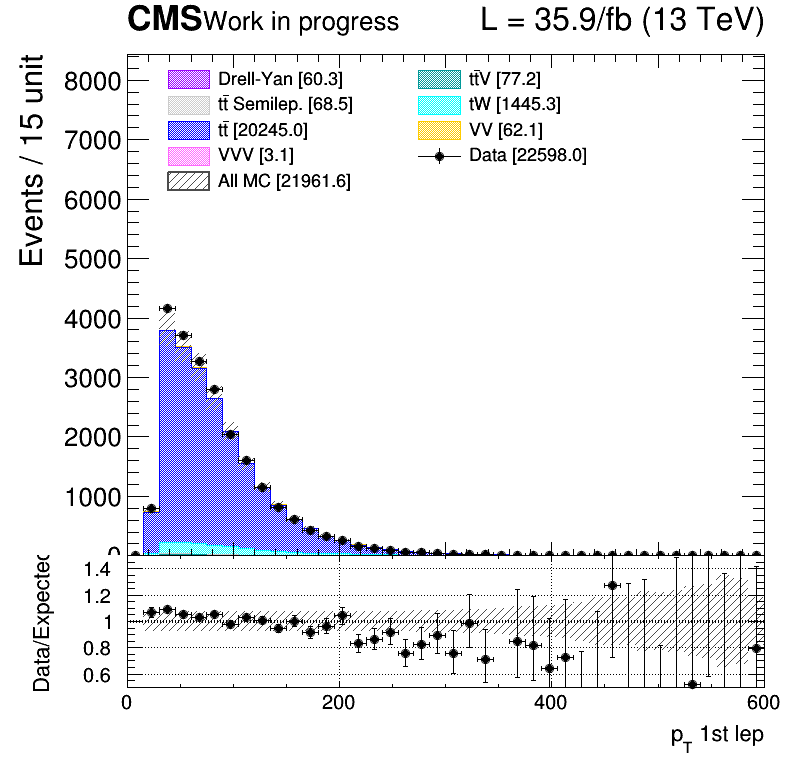 CMS Work in progress L = 35.9/fb (13 TeV)
Drell-Yan [60.3]
tt̄ Semilep. [68.5]
tt̄ [20245.0]
VVV [3.1]
All MC [21961.6]
tt̄V [77.2]
tW [1445.3]
VV [62.1]
Data [22598.0]
Events / 15 unit
8000
7000
6000
5000
4000
3000
2000
1000
0
Data/Expected
1.4
1.2
1
0.8
0.6
0 200 400 600
p_T 1st lep